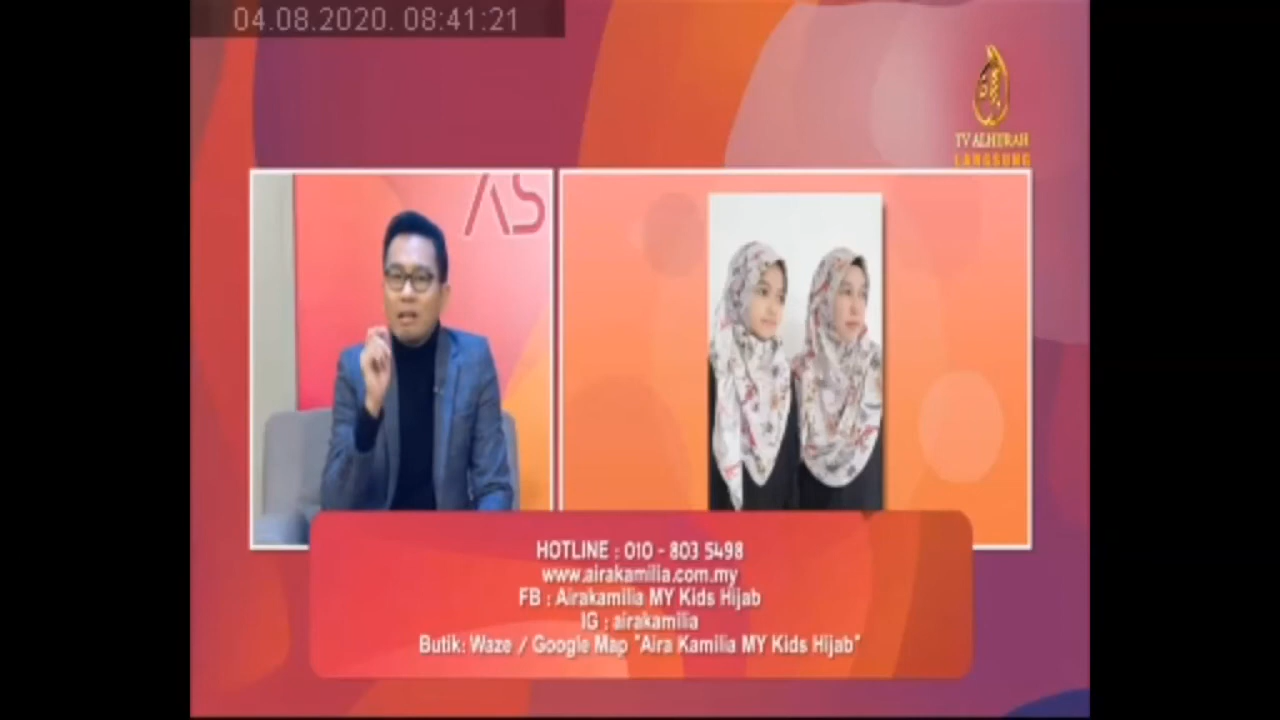 04.08.2020. 08:41:21
TV ALHIJRAH
LANGSUNG
AS
HOTLINE : 010 - 803 5498
www.airakamilia.com.my
FB : Airakamilia MY Kids Hijab
IG : airakamilia
Butik: Waze / Google Map "Aira Kamilia MY Kids Hijab"